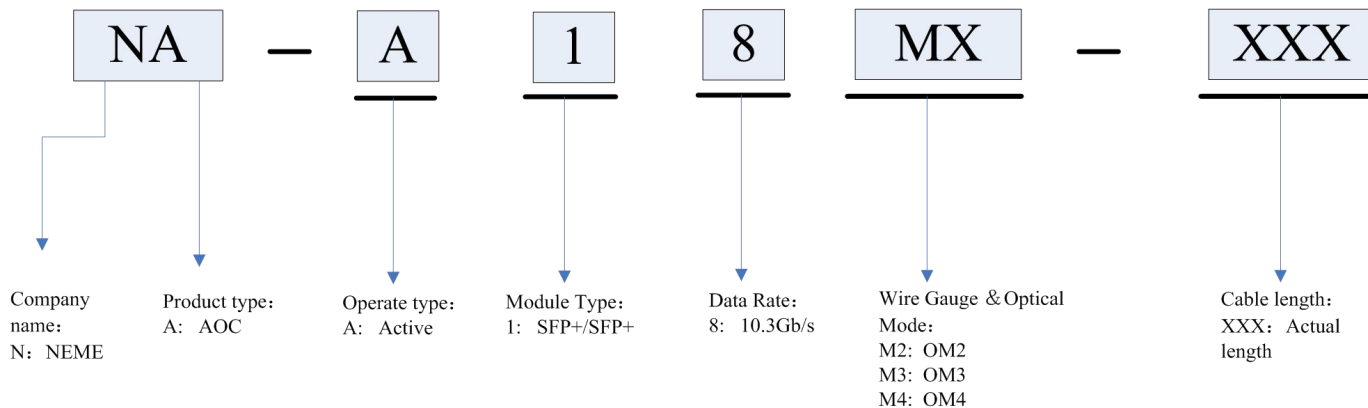 NA — A 1 8 MX — XXX
Company
name：
N：NEME
Product type：
A： AOC
Operate type：
A： Active
Module Type：
1： SFP+/SFP+
Data Rate：
8： 10.3Gb/s
Wire Gauge ＆Optical
Mode：
M2: OM2
M3: OM3
M4: OM4
Cable length：
XXX：Actual
length